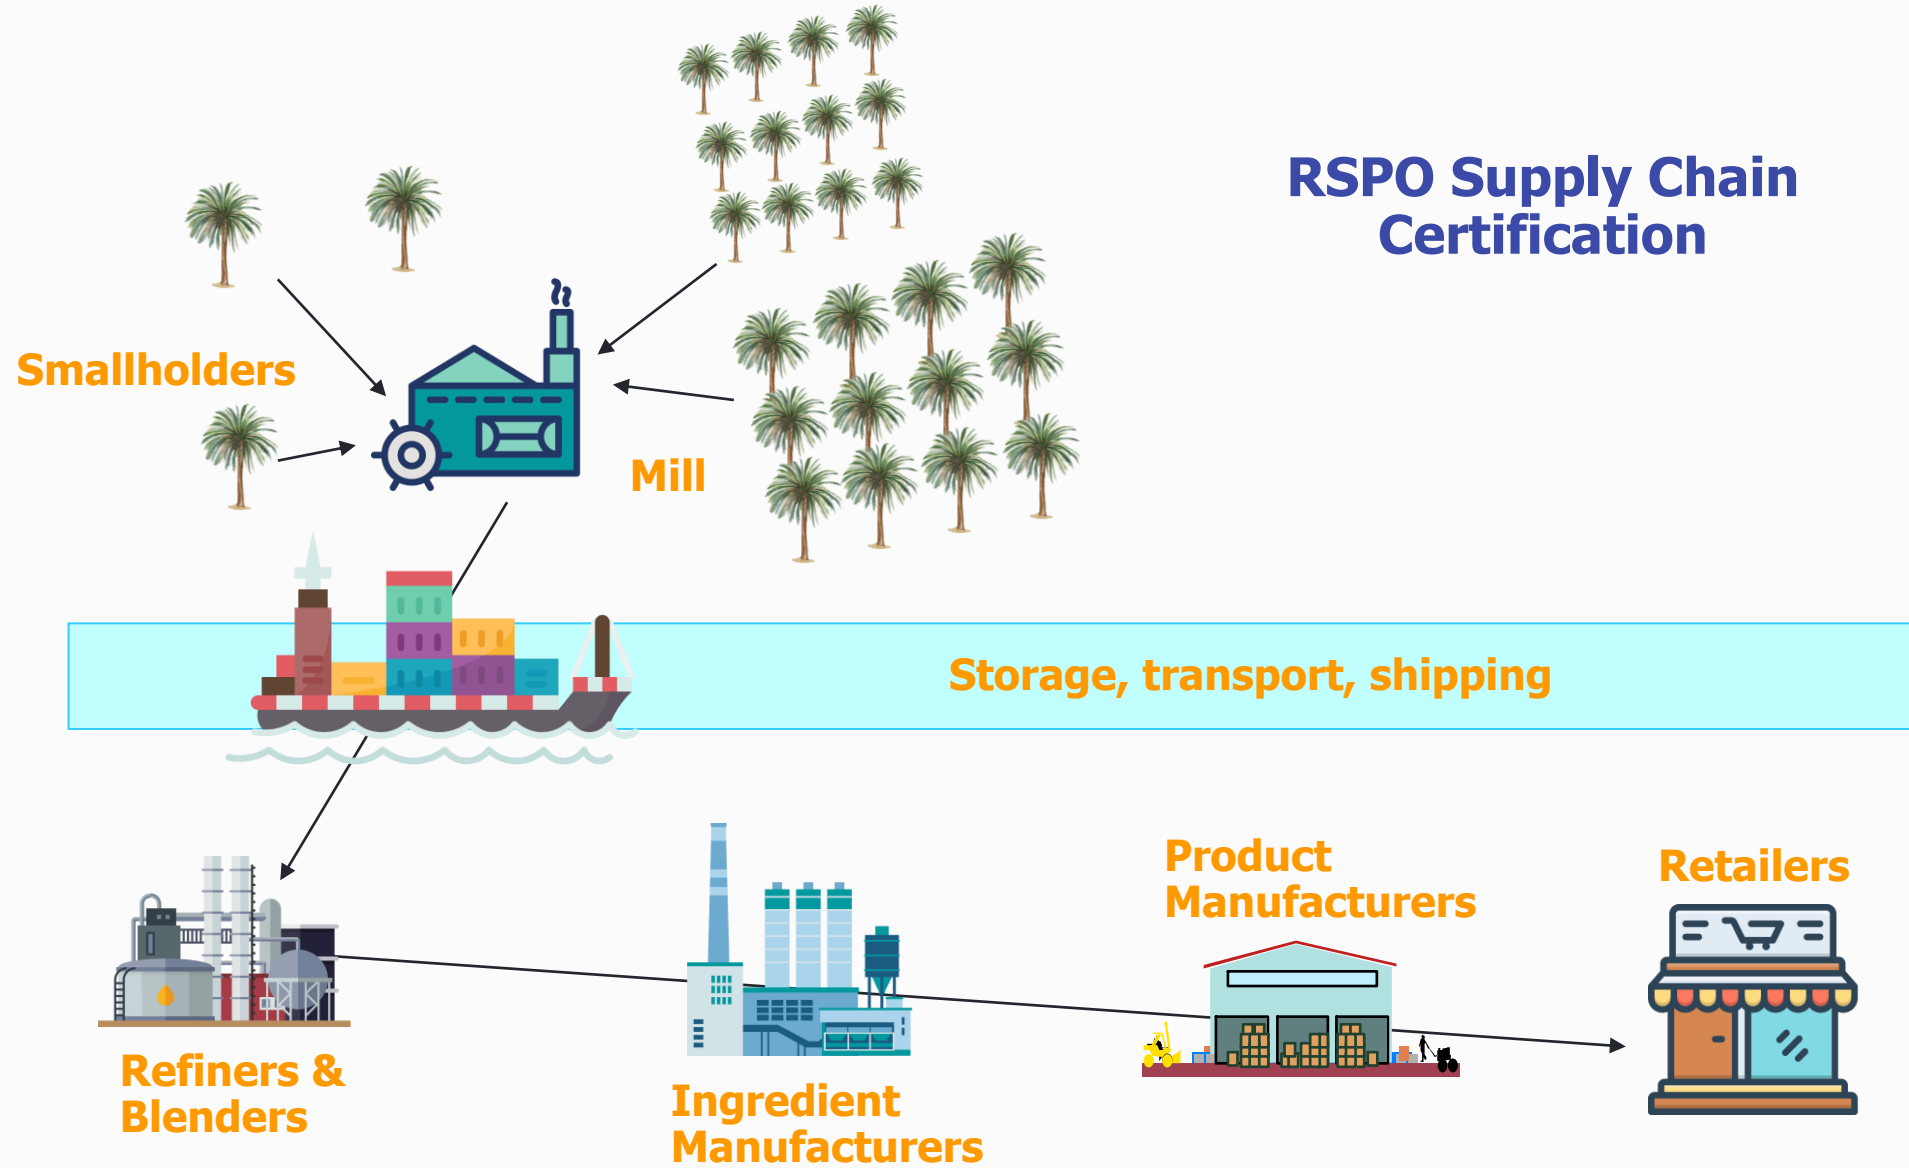 RSPO Supply Chain
Certification
Smallholders
Mill
Storage, transport, shipping
Product
Manufacturers
Retailers
Refiners &
Blenders
Ingredient
Manufacturers